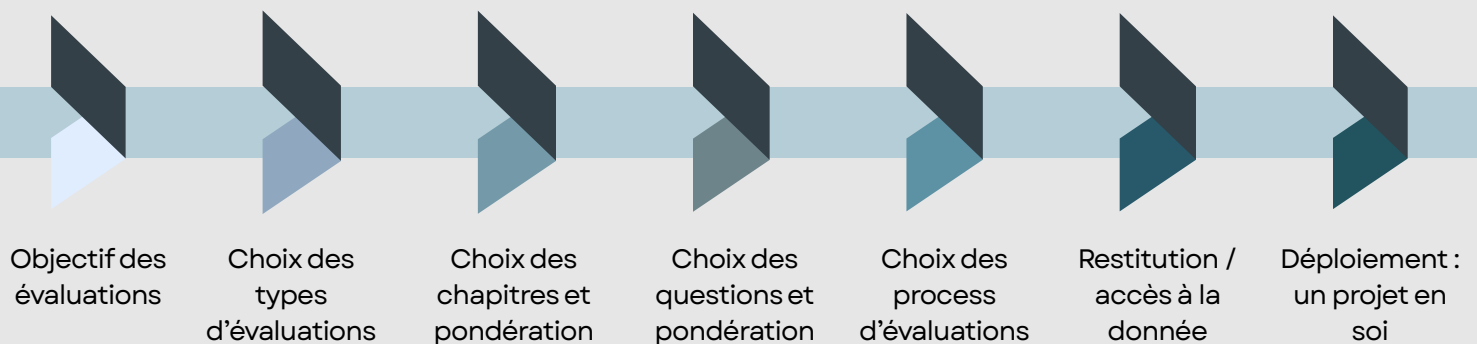 Objectif des
évaluations
Choix des
types
d'évaluations
Choix des
chapitres et
pondération
Choix des
questions et
pondération
Choix des
process
d'évaluations
Restitution /
accès à la
donnée
Déploiement :
un projet en
soi